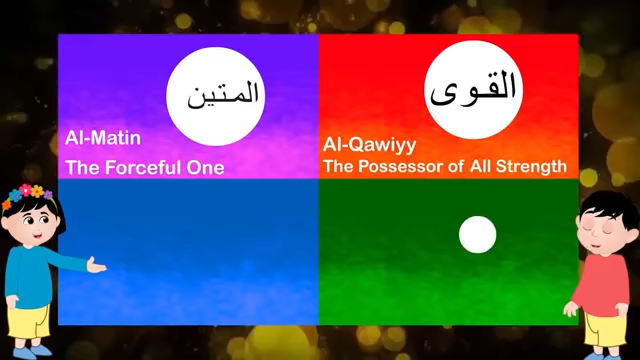 القوى
Al-Qawiyy
The Possessor of All Strength
المتين
Al-Matin
The Forceful One